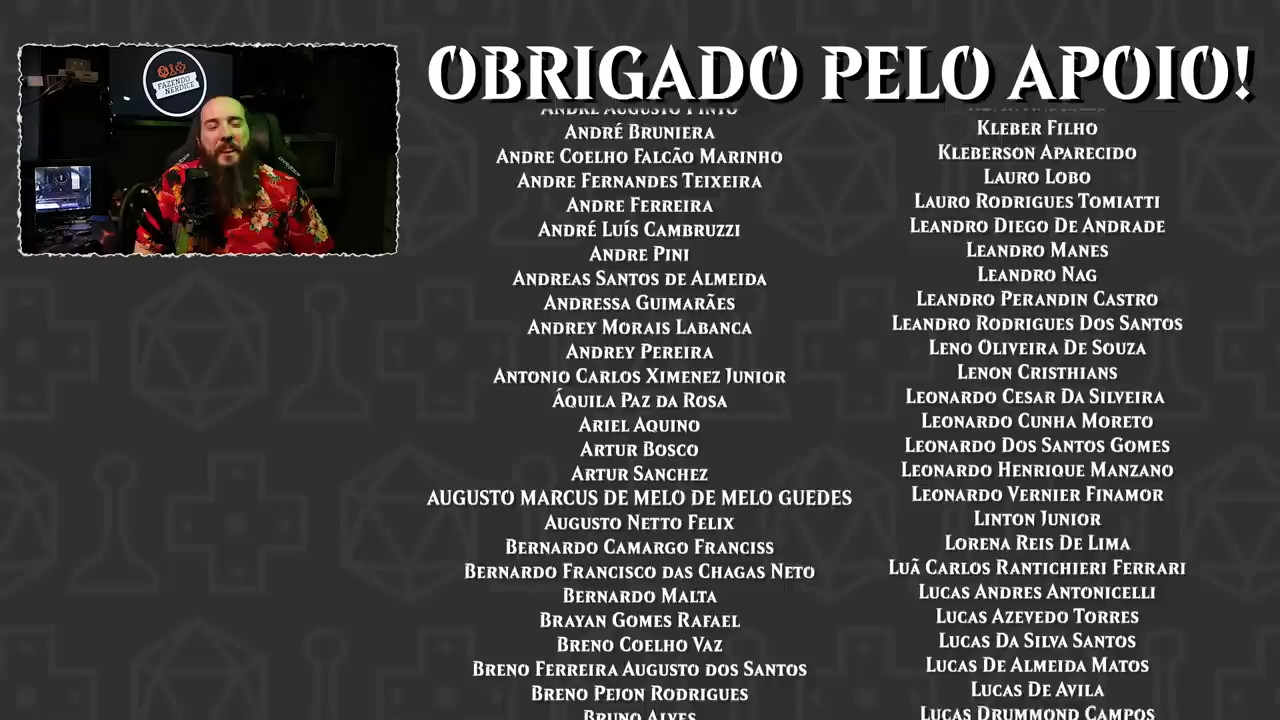 FAZENDO
NERDICE
OBRIGADO PELO APOIO!
ANDRE AUGUSTO PINTO
ANDRÉ BRUNIERA
ANDRE COELHO FALCÃO MARINHO
ANDRE FERNANDES TEIXEIRA
ANDRE FERREIRA
ANDRÉ LUÍS CAMBRUZZI
ANDRE PINI
ANDREAS SANTOS DE ALMEIDA
ANDRESSA GUIMARÃES
ANDREY MORAIS LABANCA
ANDREY PEREIRA
ANTONIO CARLOS XIMENEZ JUNIOR
ÁQUILA PAZ DA ROSA
ARIEL AQUINO
ARTUR BOSCO
ARTUR SANCHEZ
AUGUSTO MARCUS DE MELO DE MELO GUEDES
AUGUSTO NETTO FELIX
BERNARDO CAMARGO FRANCISS
BERNARDO FRANCISCO DAS CHAGAS NETO
BERNARDO MALTA
BRAYAN GOMES RAFAEL
BRENO COELHO VAZ
BRENO FERREIRA AUGUSTO DOS SANTOS
BRENO PEJON RODRIGUES
BRUNO ALVES
KLEBER FILHO
KLEBERSON APARECIDO
LAURO LOBO
LAURO RODRIGUES TOMIATTI
LEANDRO DIEGO DE ANDRADE
LEANDRO MANES
LEANDRO NAG
LEANDRO PERANDIN CASTRO
LEANDRO RODRIGUES DOS SANTOS
LENO OLIVEIRA DE SOUZA
LENON CRISTHIANS
LEONARDO CESAR DA SILVEIRA
LEONARDO CUNHA MORETO
LEONARDO DOS SANTOS GOMES
LEONARDO HENRIQUE MANZANO
LEONARDO VERNIER FINAMOR
LINTON JUNIOR
LORENA REIS DE LIMA
LUÃ CARLOS RANTICHIERI FERRARI
LUCAS ANDRES ANTONICELLI
LUCAS AZEVEDO TORRES
LUCAS DA SILVA SANTOS
LUCAS DE ALMEIDA MATOS
LUCAS DE AVILA
LUCAS DRUMMOND CAMPOS